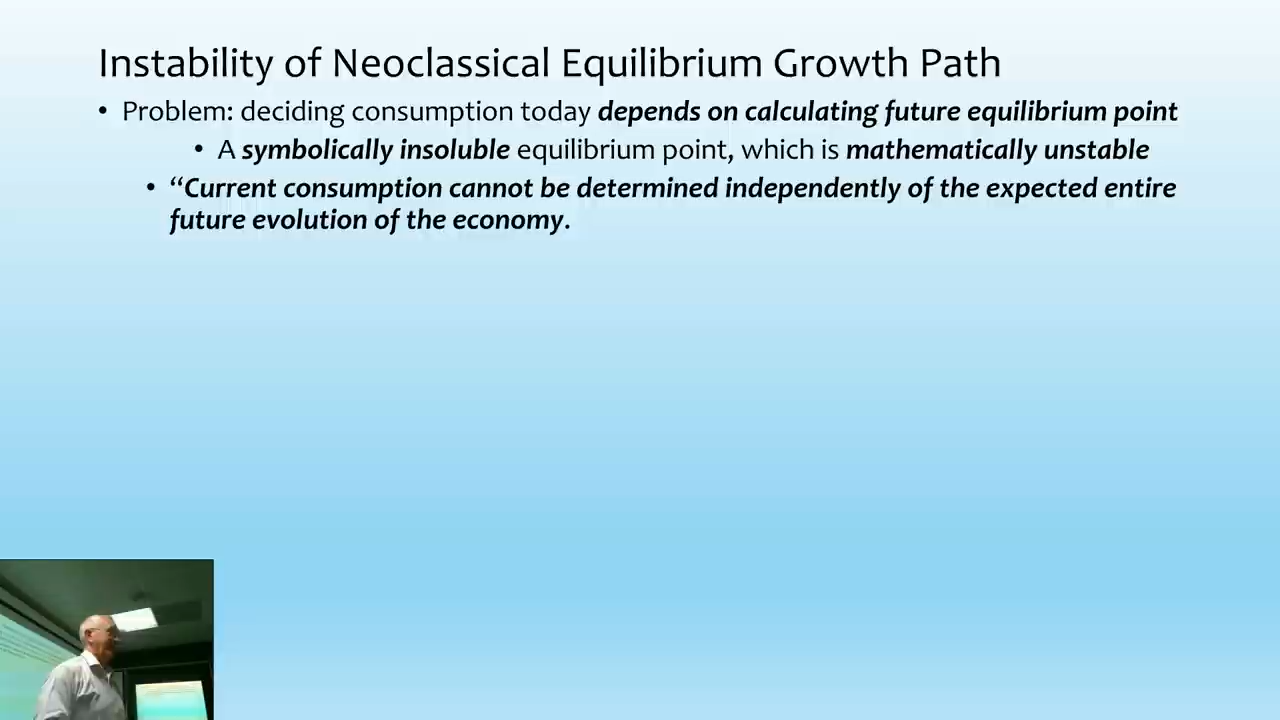 Instability of Neoclassical Equilibrium Growth Path
• Problem: deciding consumption today depends on calculating future equilibrium point
• A symbolically insoluble equilibrium point, which is mathematically unstable
• “Current consumption cannot be determined independently of the expected entire
future evolution of the economy.